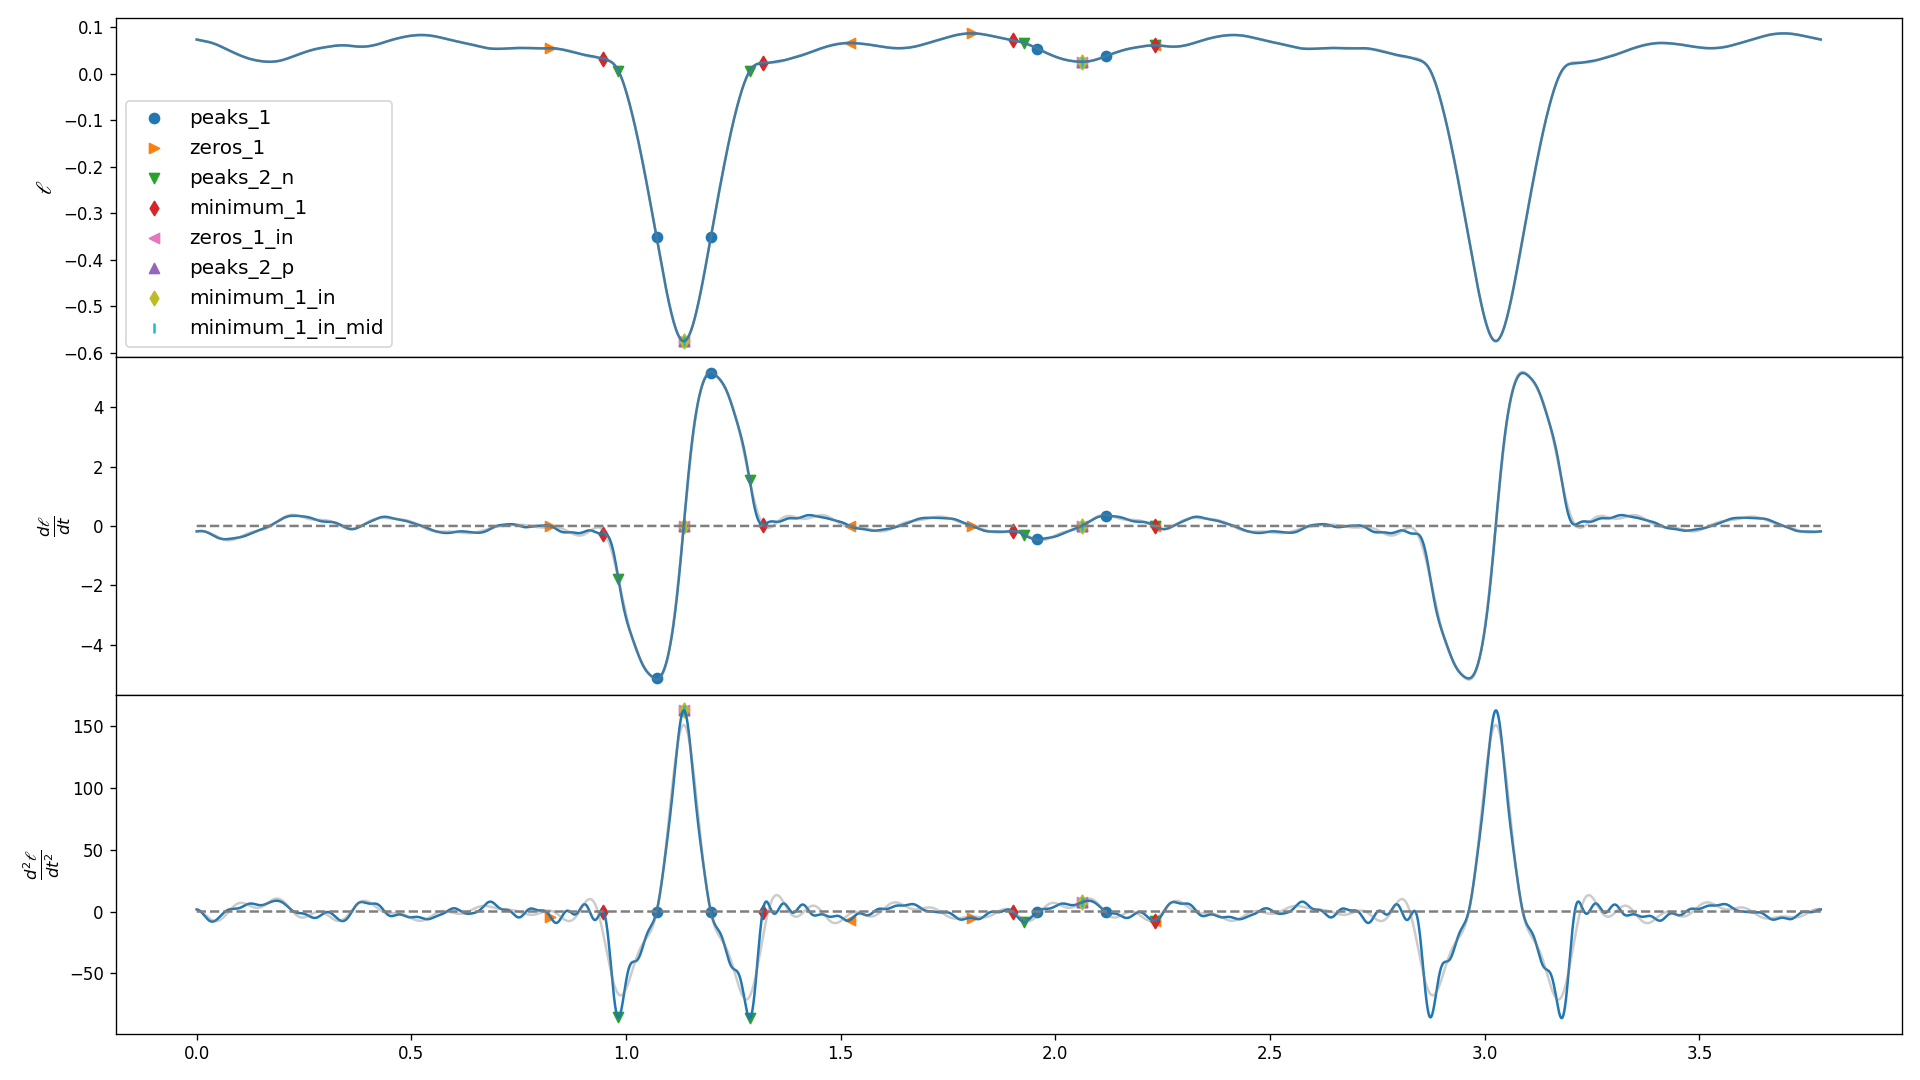 0.1
0.0
−0.1
−0.2
−0.3
−0.4
−0.5
−0.6
ℓ
peaks_1
zeros_1
peaks_2_n
minimum_1
zeros_1_in
peaks_2_p
minimum_1_in
minimum_1_in_mid
4
2
0
−2
−4
dℓ
dt
150
100
50
0
−50
d²ℓ
dt²
0.0 0.5 1.0 1.5 2.0 2.5 3.0 3.5